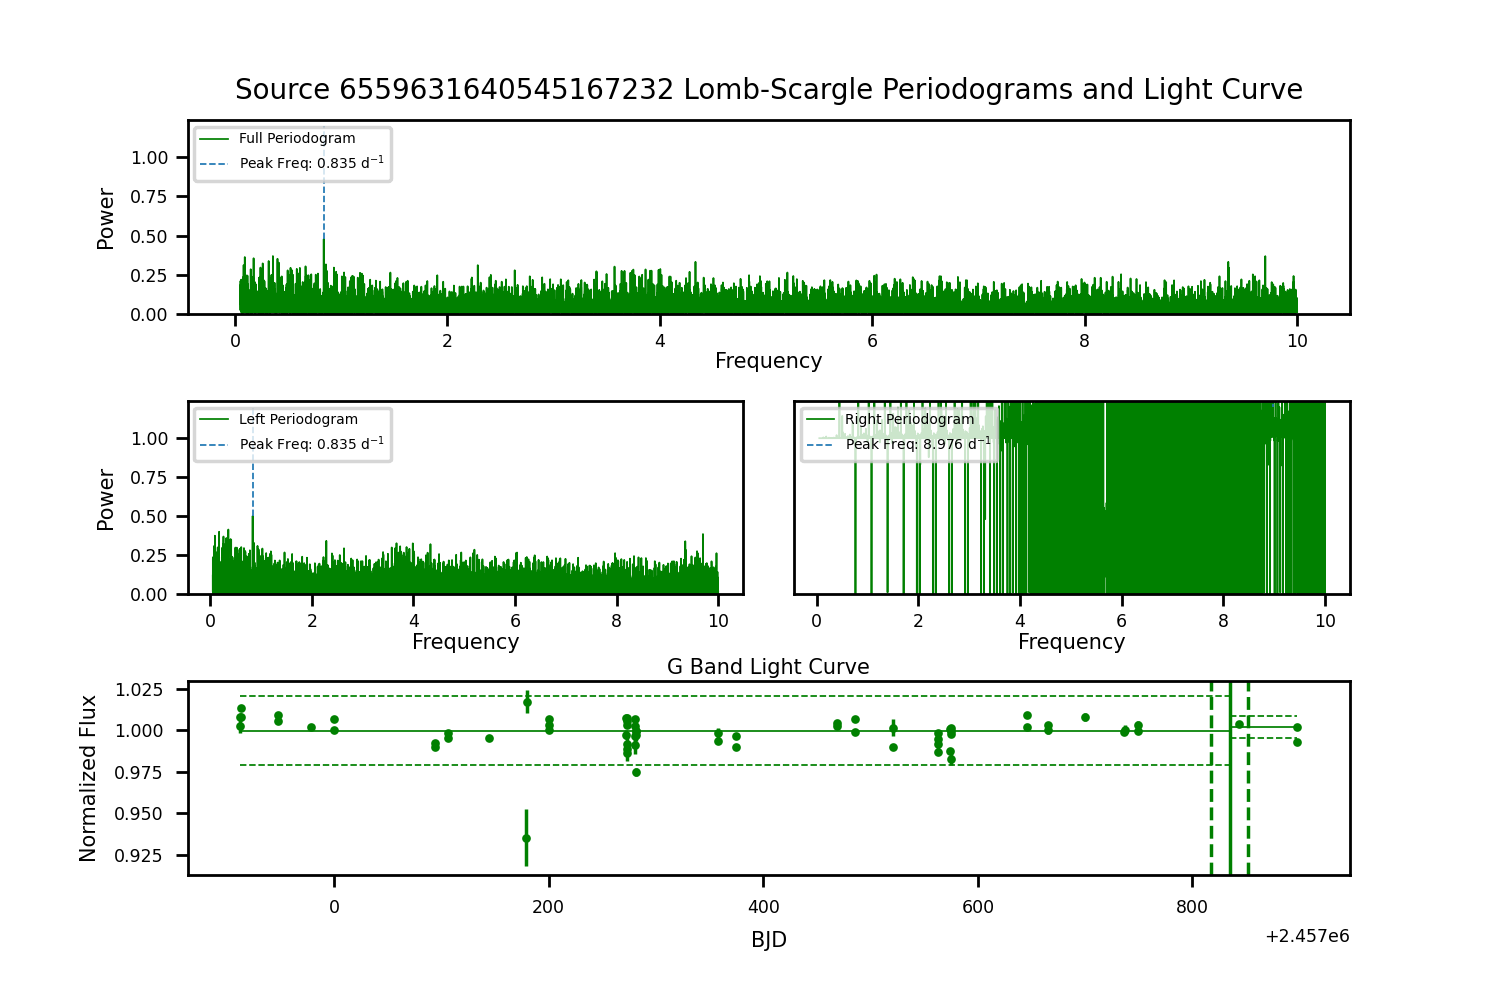 Source 6559631640545167232 Lomb-Scargle Periodograms and Light Curve
Full Periodogram
Peak Freq: 0.835 d⁻¹
Power
1.00
0.75
0.50
0.25
0.00
0 2 4 6 8 10
Frequency
Left Periodogram
Peak Freq: 0.835 d⁻¹
Power
1.00
0.75
0.50
0.25
0.00
0 2 4 6 8 10
Frequency
Right Periodogram
Peak Freq: 8.976 d⁻¹
0 2 4 6 8 10
Frequency
G Band Light Curve
Normalized Flux
1.025
1.000
0.975
0.950
0.925
0 200 400 600 800
BJD
+2.457e6